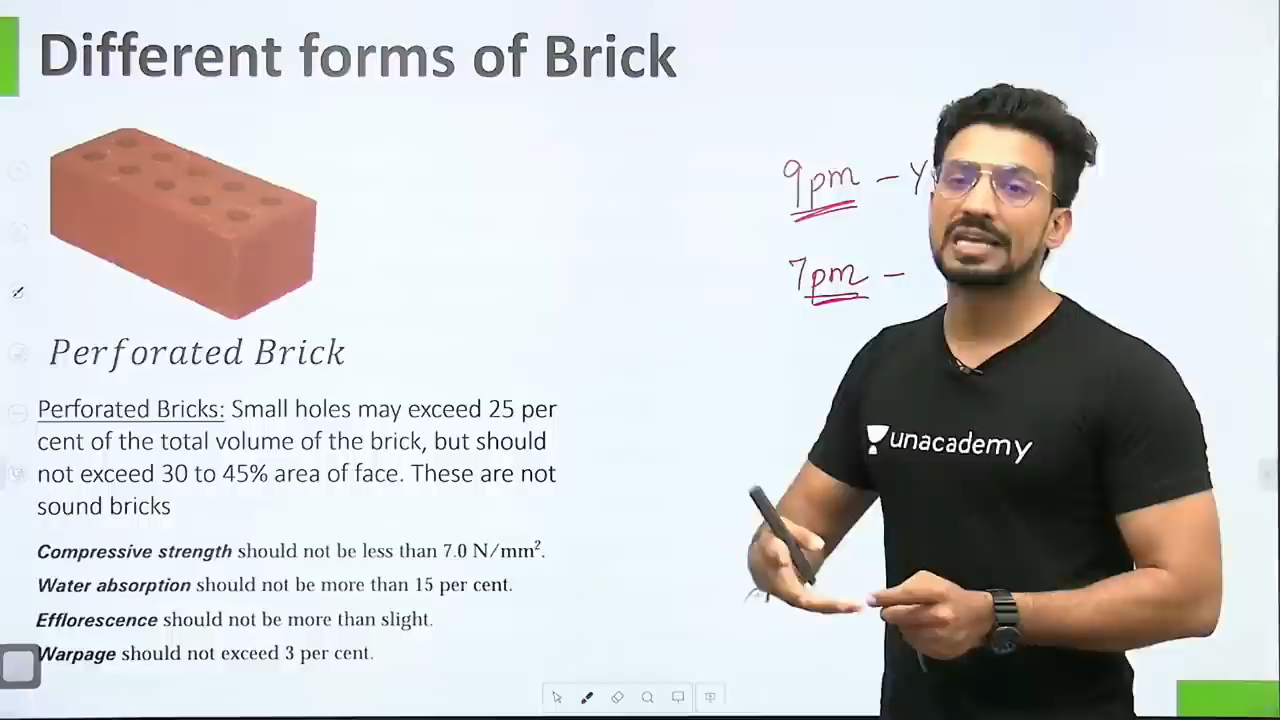 Different forms of Brick
9pm – Y
7pm –
Perforated Brick
Perforated Bricks: Small holes may exceed 25 per
cent of the total volume of the brick, but should
not exceed 30 to 45% area of face. These are not
sound bricks
Compressive strength should not be less than 7.0 N/mm².
Water absorption should not be more than 15 per cent.
Efflorescence should not be more than slight.
Warpage should not exceed 3 per cent.
unacademy